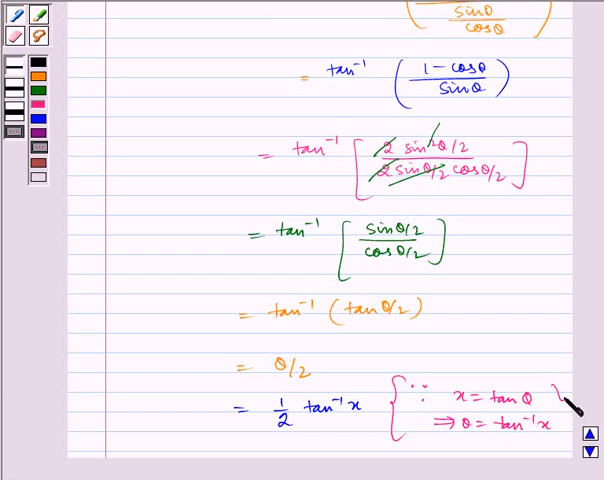 sinθ
cosθ
= tan⁻¹ ( (1 - cosθ) / sinθ )
= tan⁻¹ [ (2 sin²θ/2) / (2 sinθ/2 cosθ/2) ]
= tan⁻¹ [ (sinθ/2) / (cosθ/2) ]
= tan⁻¹ (tanθ/2)
= θ/2
= 1/2 tan⁻¹x { ∵ x = tanθ
⇒ θ = tan⁻¹x